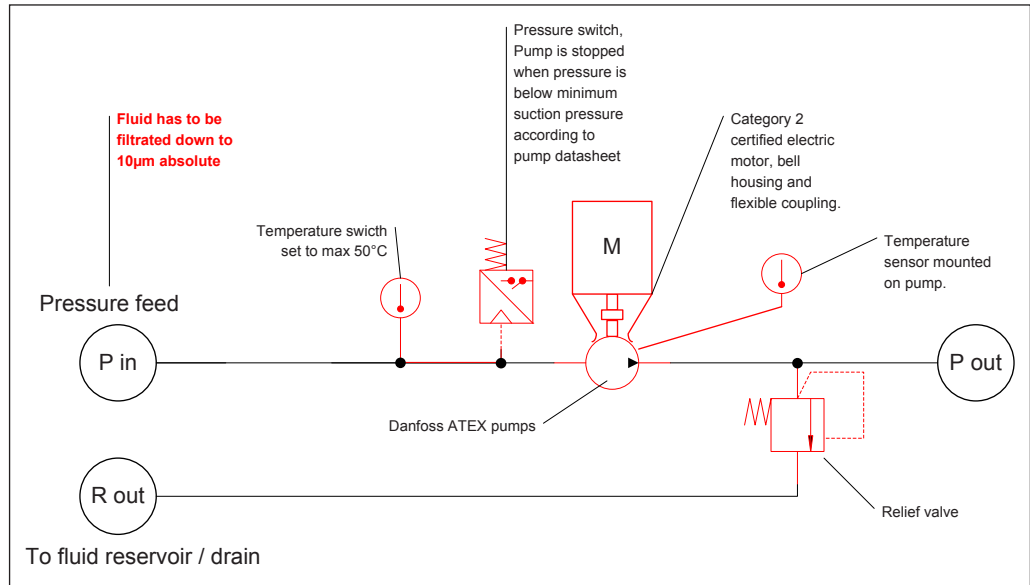 Pressure switch,
Pump is stopped
when pressure is
below minimum
suction pressure
according to
pump datasheet
Fluid has to be
filtrated down to
10µm absolute
Category 2
certified electric
motor, bell
housing and
flexible coupling.
Temperature swicth
set to max 50°C
M
Temperature
sensor mounted
on pump.
Pressure feed
P in
P out
Danfoss ATEX pumps
R out
Relief valve
To fluid reservoir / drain